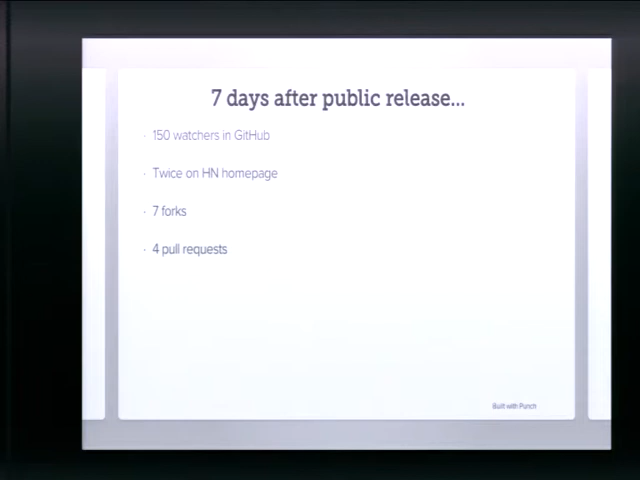 7 days after public release...
· 150 watchers in GitHub
· Twice on HN homepage
· 7 forks
· 4 pull requests
Built with Punch